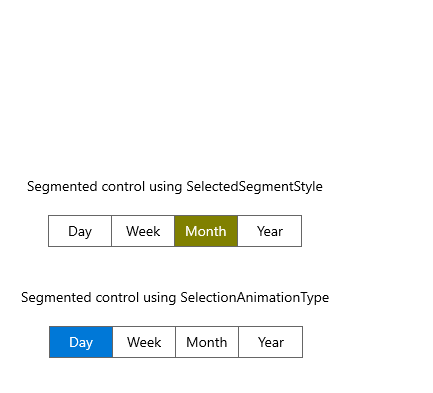 Segmented control using SelectedSegmentStyle
Day Week Month Year
Segmented control using SelectionAnimationType
Day Week Month Year